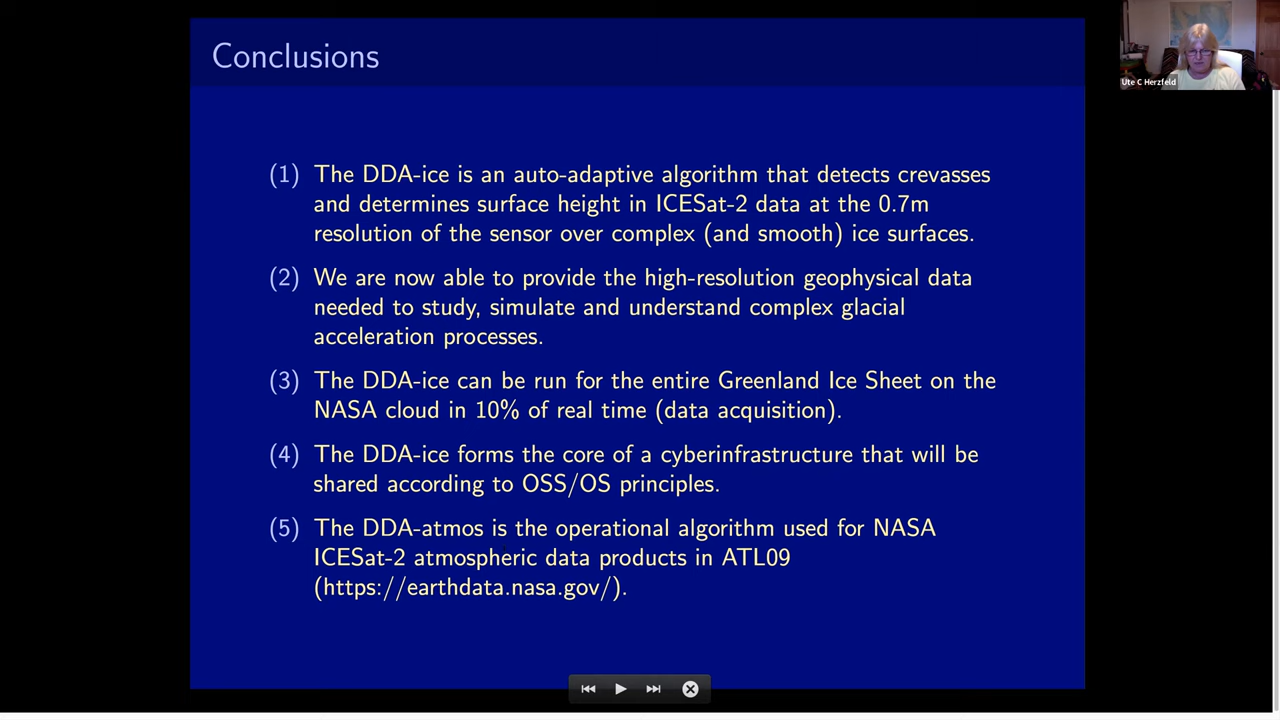 Conclusions
Ute C Herzfeld
(1) The DDA-ice is an auto-adaptive algorithm that detects crevasses
and determines surface height in ICESat-2 data at the 0.7m
resolution of the sensor over complex (and smooth) ice surfaces.
(2) We are now able to provide the high-resolution geophysical data
needed to study, simulate and understand complex glacial
acceleration processes.
(3) The DDA-ice can be run for the entire Greenland Ice Sheet on the
NASA cloud in 10% of real time (data acquisition).
(4) The DDA-ice forms the core of a cyberinfrastructure that will be
shared according to OSS/OS principles.
(5) The DDA-atmos is the operational algorithm used for NASA
ICESat-2 atmospheric data products in ATL09
(https://earthdata.nasa.gov/).